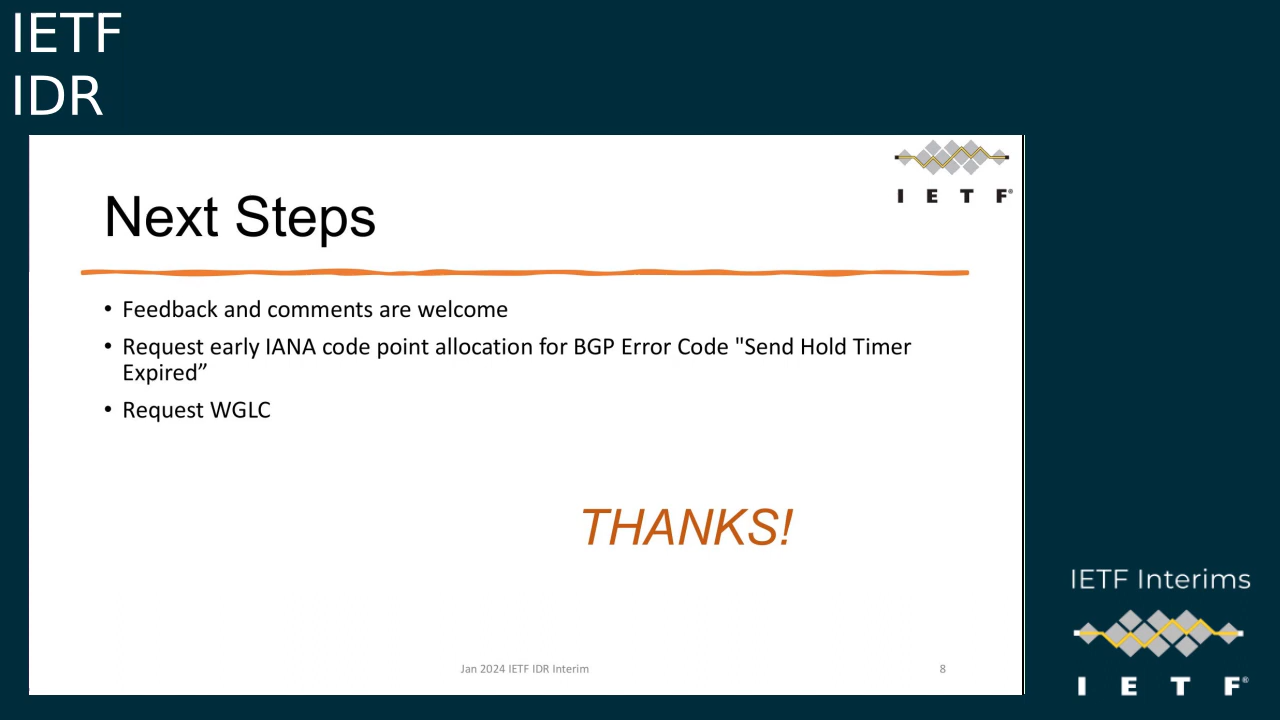 IETF
IDR
I E T F®
Next Steps
• Feedback and comments are welcome
• Request early IANA code point allocation for BGP Error Code "Send Hold Timer
Expired”
• Request WGLC
THANKS!
Jan 2024 IETF IDR Interim
8
IETF Interims
I E T F®